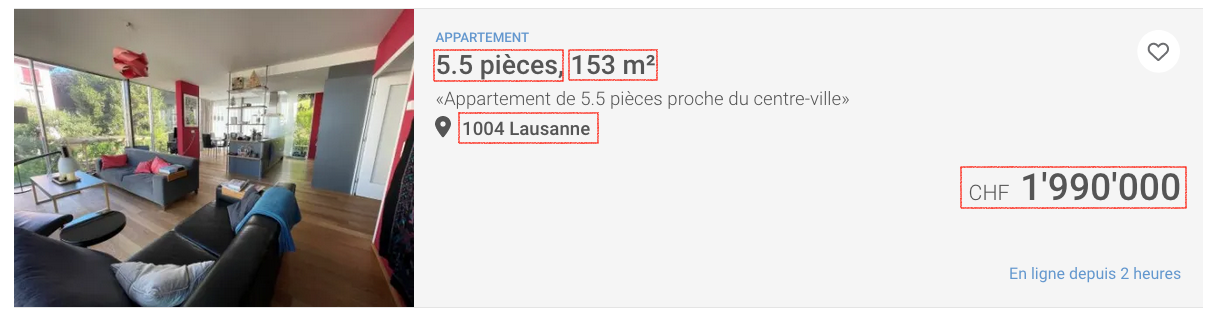 APPARTEMENT
5.5 pièces, 153 m²
«Appartement de 5.5 pièces proche du centre-ville»
1004 Lausanne
CHF 1'990'000
En ligne depuis 2 heures